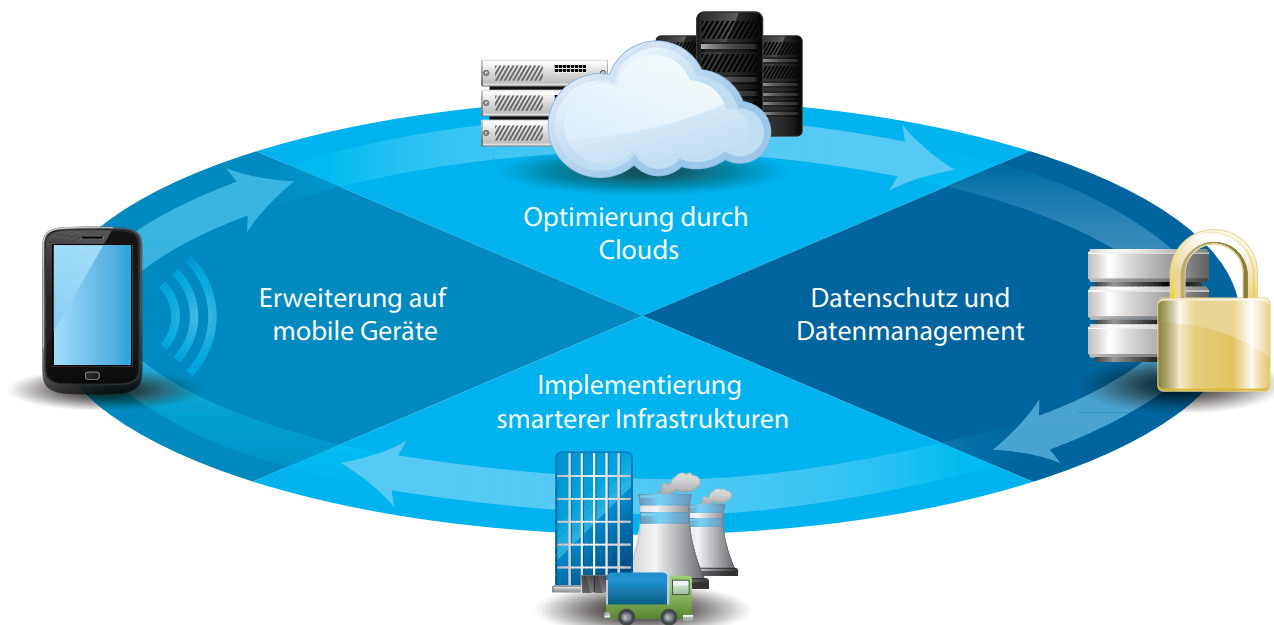 Optimierung durch
Clouds
Erweiterung auf
mobile Geräte
Datenschutz und
Datenmanagement
Implementierung
smarterer Infrastrukturen